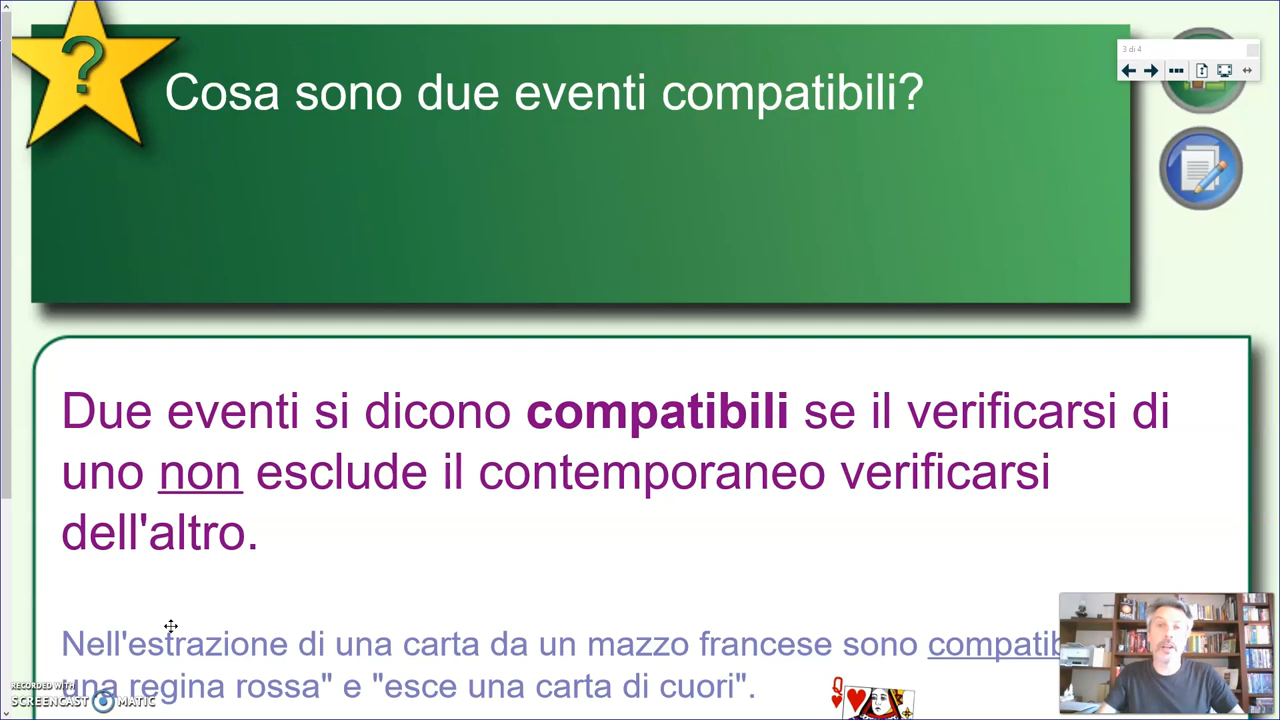 ?
Cosa sono due eventi compatibili?
3 di 4
Due eventi si dicono compatibili se il verificarsi di
uno non esclude il contemporaneo verificarsi
dell'altro.
Nell'estrazione di una carta da un mazzo francese sono
regina rossa" e "esce una carta di cuori".
Q
RECORDED WITH
SCREENCAST MATIC